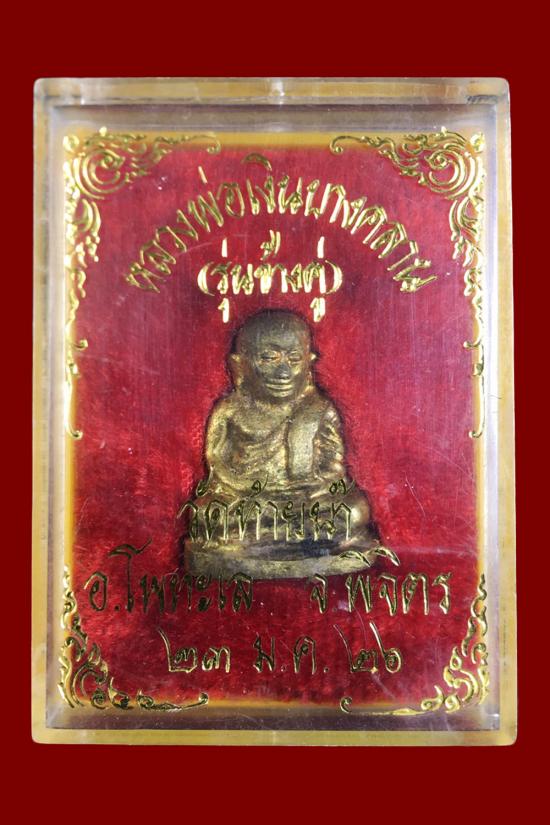 หลวงพ่อเงินบางคลาน
(รุ่นช้างคู่)
วัดท้ายน้ำ
อ.โพทะเล จ.พิจิตร
๒๓ ม.ค. ๒๖